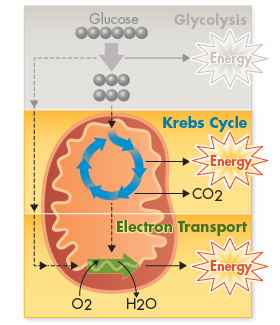 Glucose
Glycolysis
Energy
Krebs Cycle
Energy
CO2
Electron Transport
Energy
O2
H2O